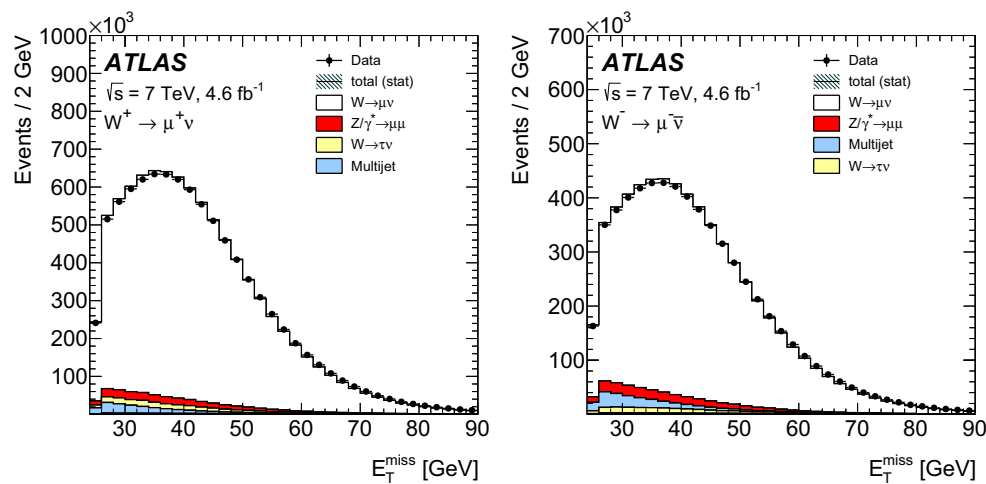 ×10³
Events / 2 GeV
1000
900
800
700
600
500
400
300
200
100
ATLAS
√s = 7 TeV, 4.6 fb⁻¹
W⁺ → μ⁺ν
Data
total (stat)
W→μν
Z/γ*→μμ
W→τν
Multijet
30 40 50 60 70 80 90
E_T^miss [GeV]
×10³
Events / 2 GeV
700
600
500
400
300
200
100
ATLAS
√s = 7 TeV, 4.6 fb⁻¹
W⁻ → μ⁻ν̅
Data
total (stat)
W→μν
Z/γ*→μμ
Multijet
W→τν
30 40 50 60 70 80 90
E_T^miss [GeV]